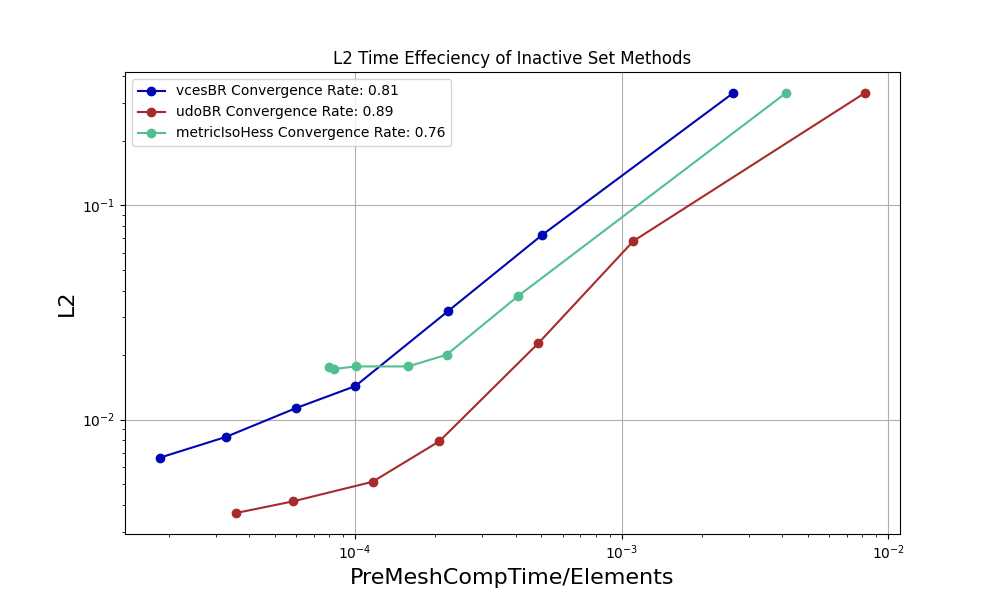 L2 Time Effeciency of Inactive Set Methods
vcesBR Convergence Rate: 0.81
udoBR Convergence Rate: 0.89
metricIsoHess Convergence Rate: 0.76
L2
10⁻¹
10⁻²
10⁻⁴
10⁻³
10⁻²
PreMeshCompTime/Elements